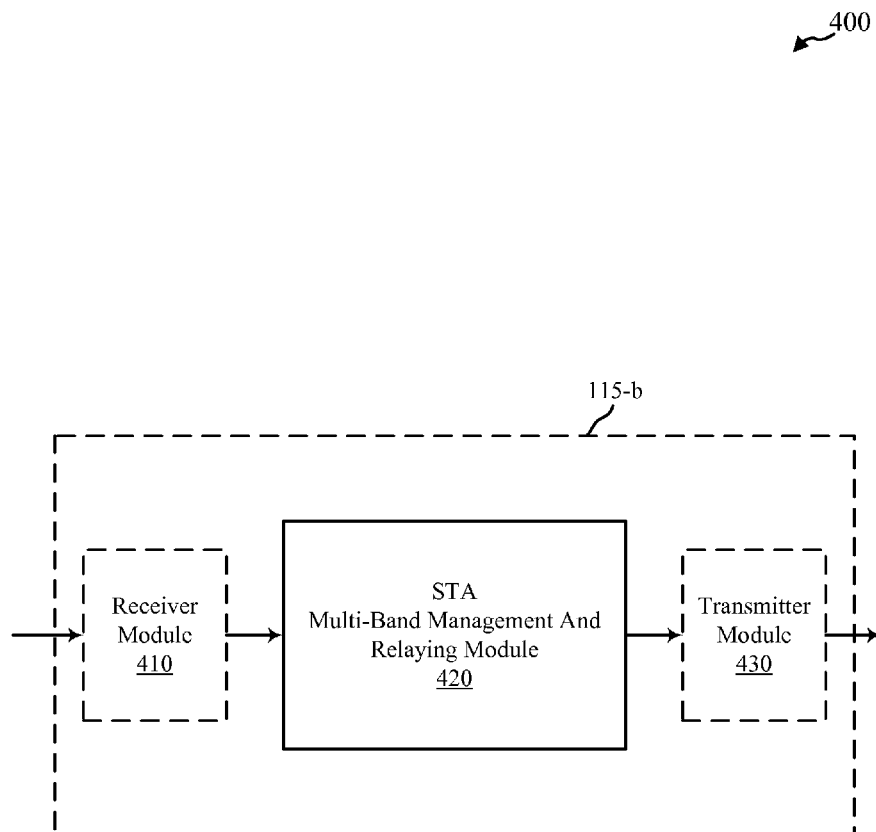 400
115-b
Receiver
Module
410
STA
Multi-Band Management And
Relaying Module
420
Transmitter
Module
430